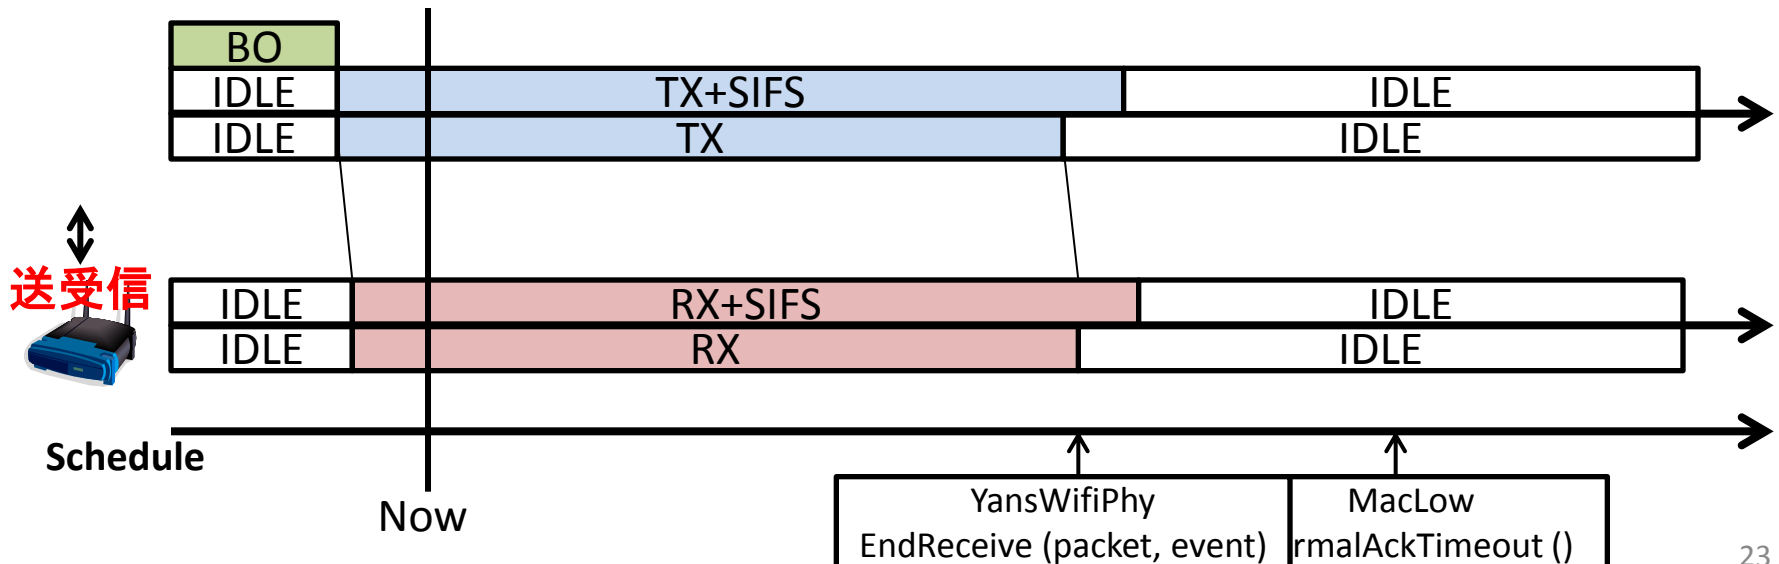 BO
IDLE TX+SIFS IDLE
IDLE TX IDLE
送受信
IDLE RX+SIFS IDLE
IDLE RX IDLE
Schedule
Now
YansWifiPhy
EndReceive (packet, event)
MacLow
rmalAckTimeout ()
23